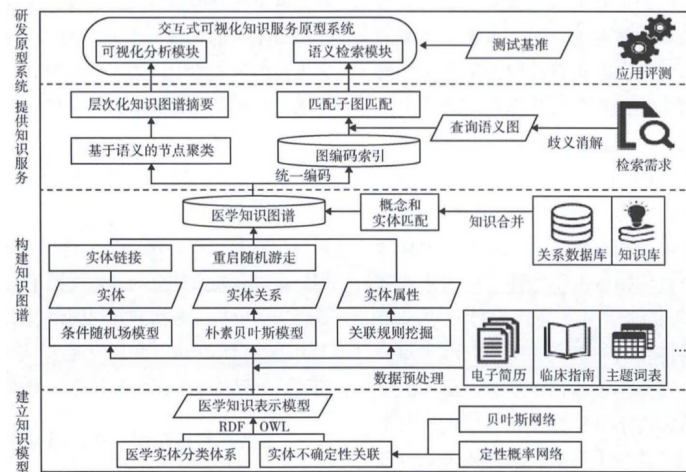 研发原型系统
交互式可视化知识服务原型系统
可视化分析模块
语义检索模块
测试基准
应用评测
提供知识服务
层次化知识图谱摘要
匹配子图匹配
查询语义图
基于语义的节点聚类
图编码索引
歧义消解
检索需求
统一编码
构建知识图谱
医学知识图谱
概念和
实体匹配
知识合并
关系数据库
知识库
实体链接
重启随机游走
实体
实体关系
实体属性
条件随机场模型
朴素贝叶斯模型
关联规则挖掘
数据预处理
电子简历
临床指南
主题词表
…
建立知识模型
医学知识表示模型
RDF
OWL
贝叶斯网络
医学实体分类体系
实体不确定性关联
定性概率网络